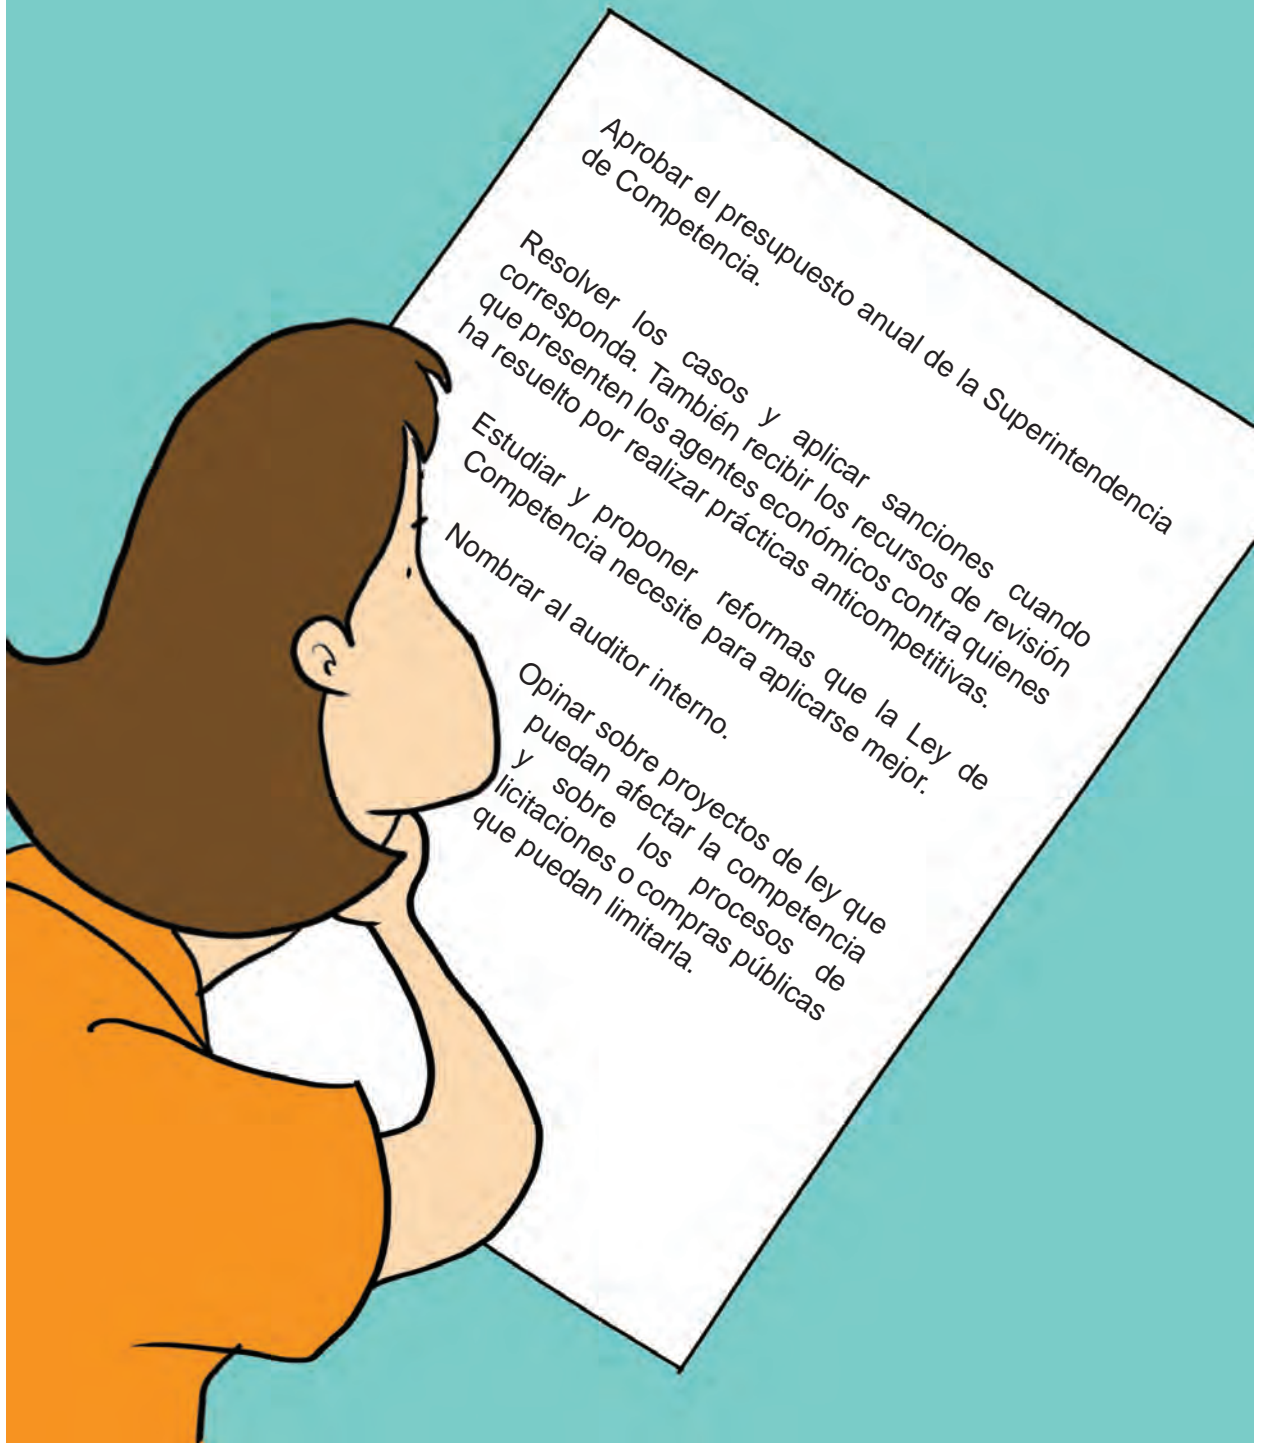 Aprobar el presupuesto anual de la Superintendencia
de Competencia.
Resolver los casos y aplicar sanciones cuando
corresponda. También recibir los recursos de revisión
que presenten los agentes económicos contra quienes
ha resuelto por realizar prácticas anticompetitivas.
Estudiar y proponer reformas que la Ley de
Competencia necesite para aplicarse mejor.
Nombrar al auditor interno.
Opinar sobre proyectos de ley que
puedan afectar la competencia
y sobre los procesos de
licitaciones o compras públicas
que puedan limitarla.